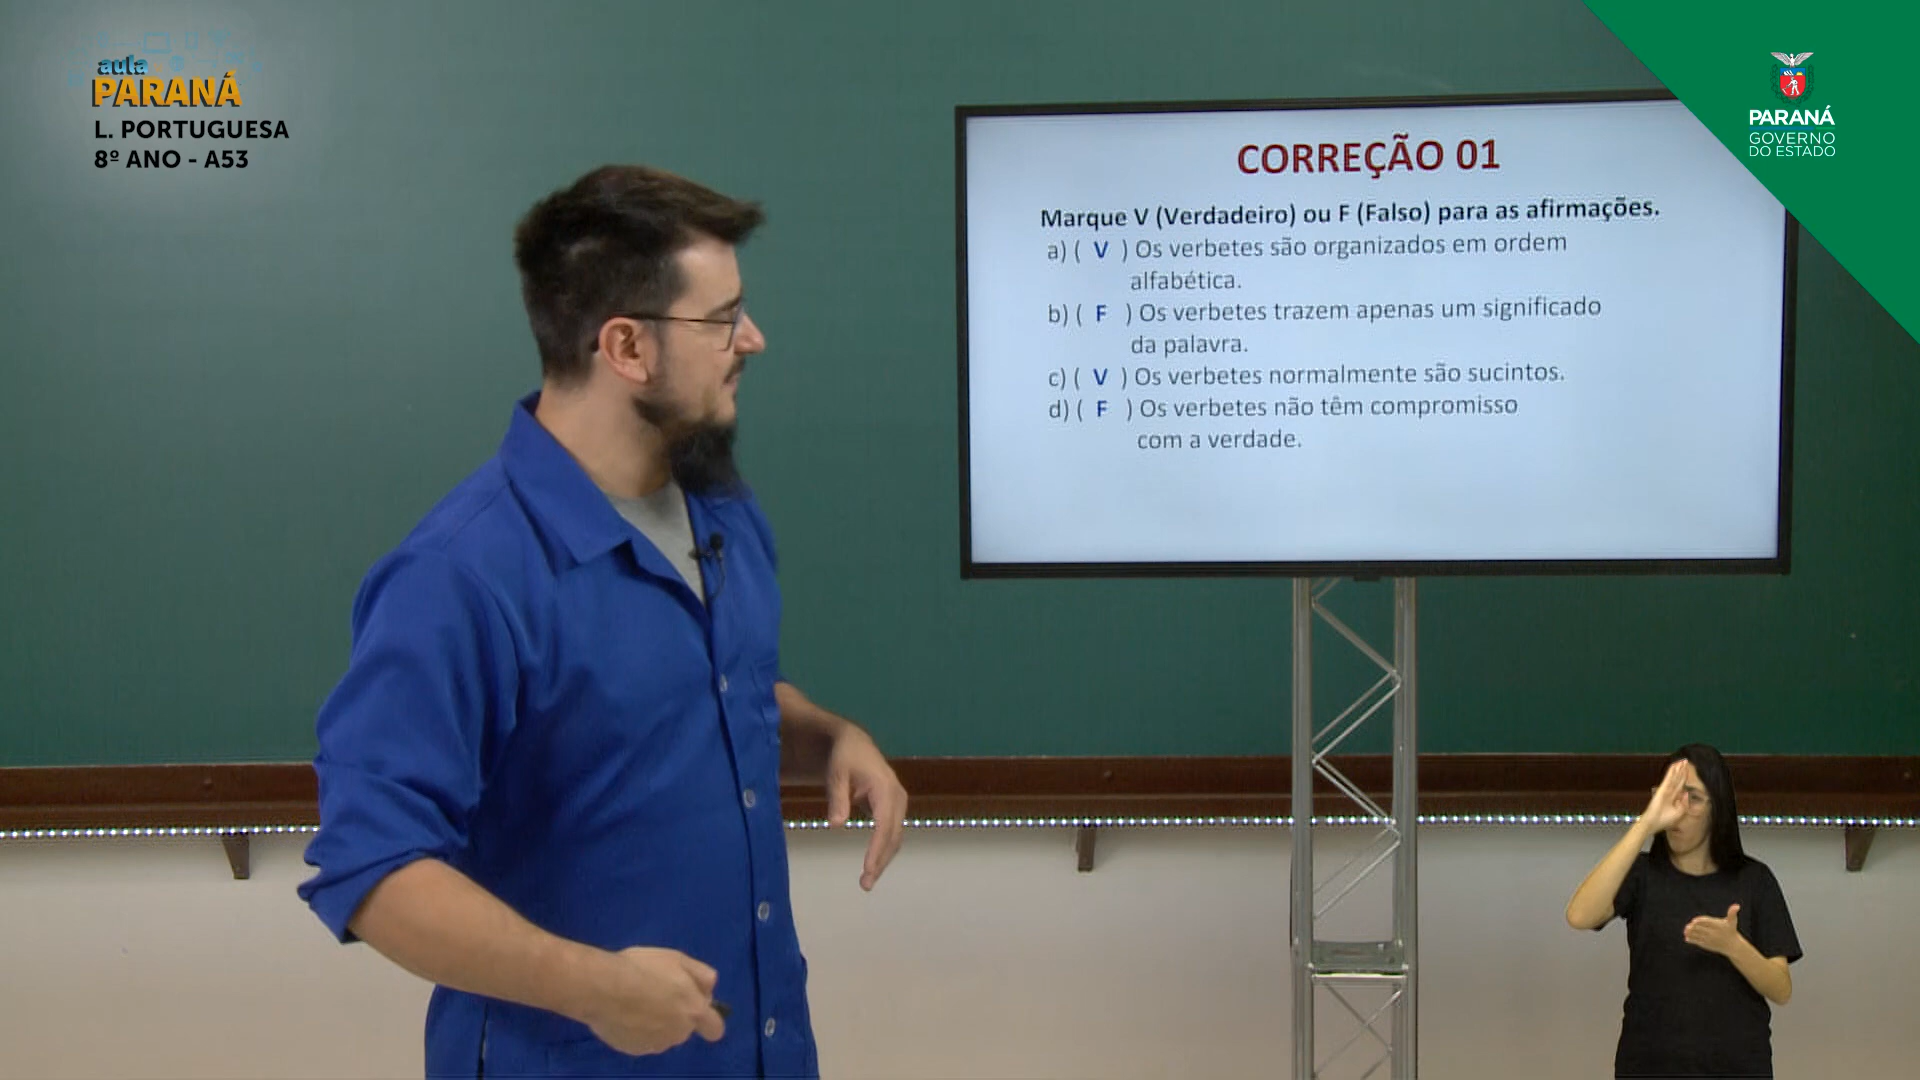 aula
PARANÁ
L. PORTUGUESA
8º ANO - A53
PARANÁ
GOVERNO
DO ESTADO
CORREÇÃO 01
Marque V (Verdadeiro) ou F (Falso) para as afirmações.
a) ( V ) Os verbetes são organizados em ordem
alfabética.
b) ( F ) Os verbetes trazem apenas um significado
da palavra.
c) ( V ) Os verbetes normalmente são sucintos.
d) ( F ) Os verbetes não têm compromisso
com a verdade.